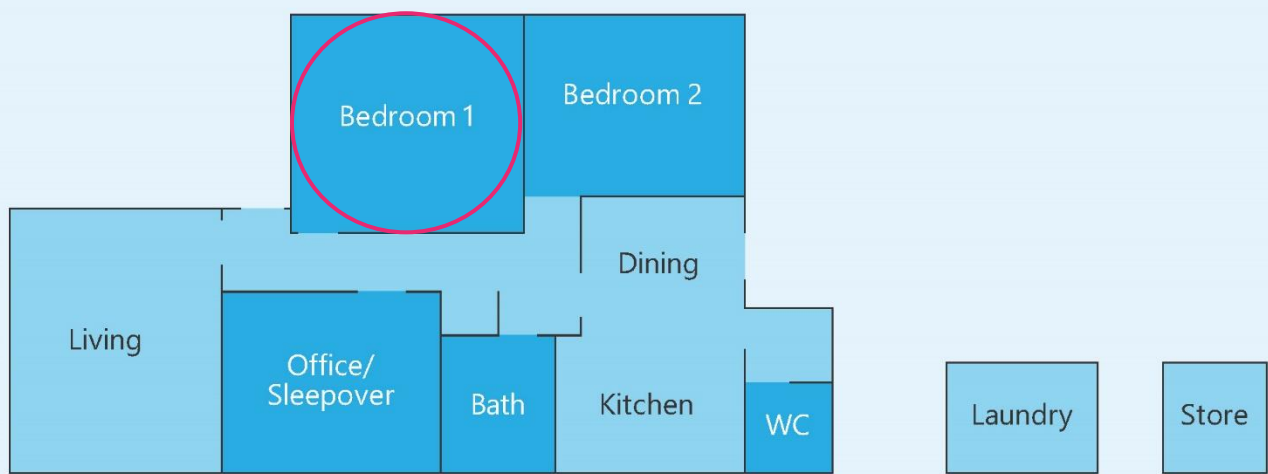 Bedroom 1
Bedroom 2
Dining
Living
Office/
Sleepover
Bath
Kitchen
WC
Laundry
Store